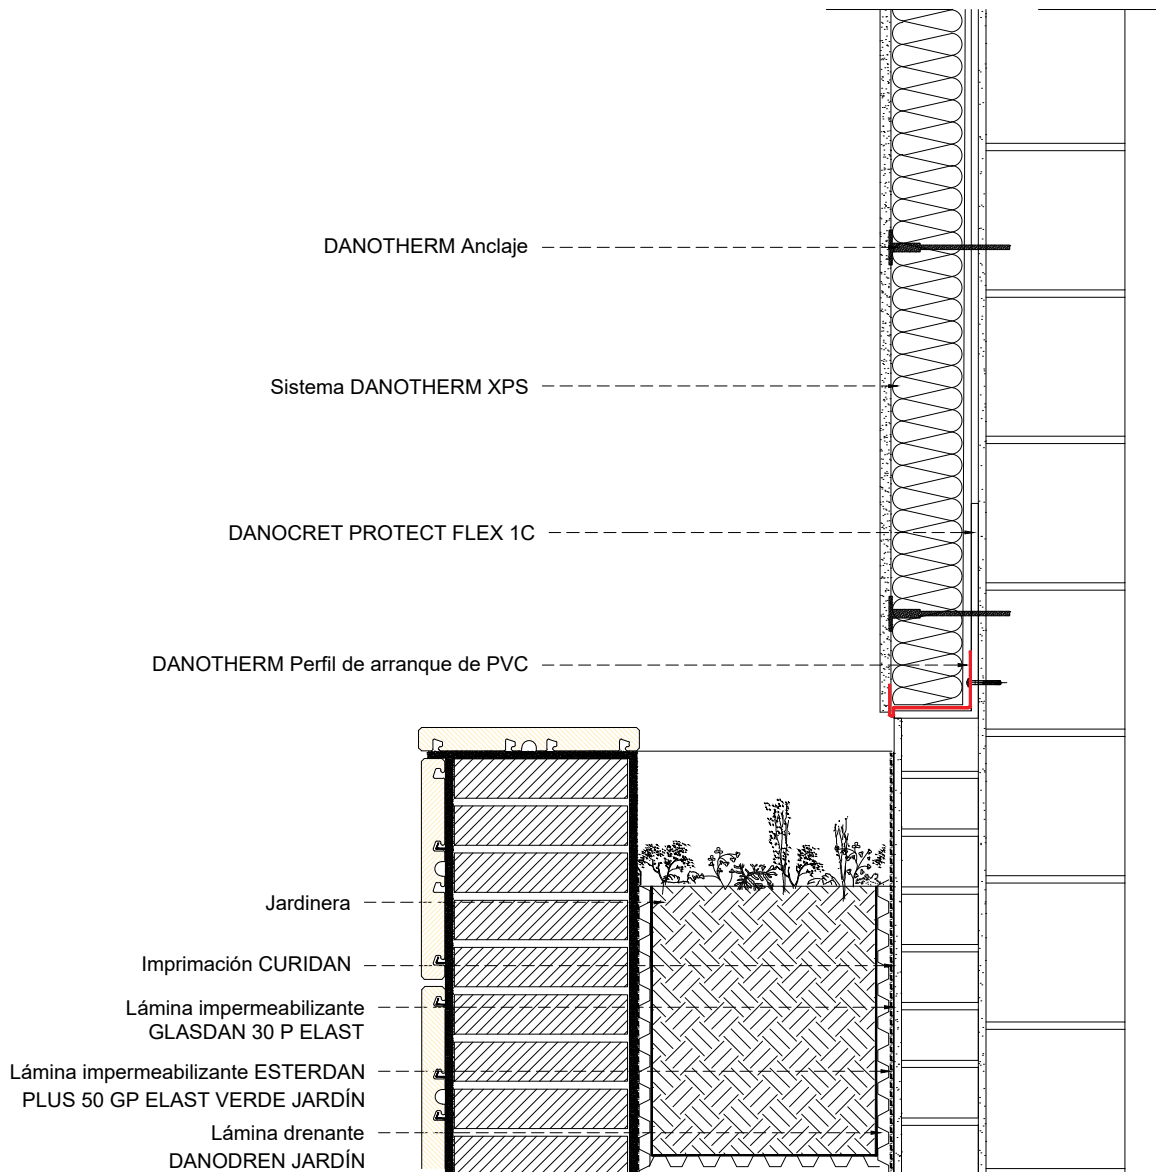 DANOTHERM Anclaje
Sistema DANOTHERM XPS
DANOCRET PROTECT FLEX 1C
DANOTHERM Perfil de arranque de PVC
Jardinera
Imprimación CURIDAN
Lámina impermeabilizante
GLASDAN 30 P ELAST
Lámina impermeabilizante ESTERDAN
PLUS 50 GP ELAST VERDE JARDÍN
Lámina drenante
DANODREN JARDÍN